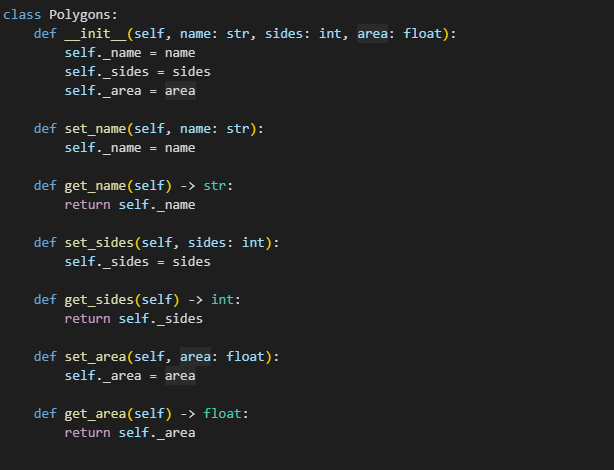 class Polygons:
    def __init__(self, name: str, sides: int, area: float):
        self._name = name
        self._sides = sides
        self._area = area

    def set_name(self, name: str):
        self._name = name

    def get_name(self) -> str:
        return self._name

    def set_sides(self, sides: int):
        self._sides = sides

    def get_sides(self) -> int:
        return self._sides

    def set_area(self, area: float):
        self._area = area

    def get_area(self) -> float:
        return self._area